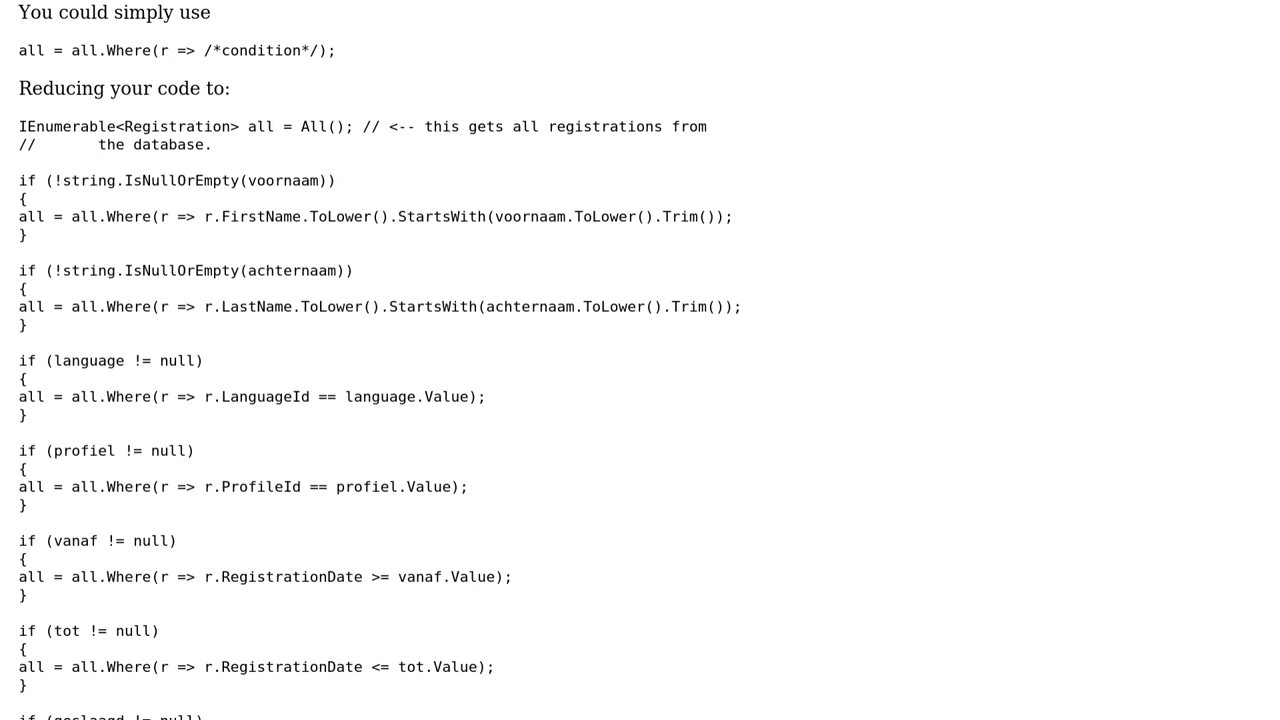 You could simply use
all = all.Where(r => /*condition*/);
Reducing your code to:
IEnumerable<Registration> all = All(); // <-- this gets all registrations from
//       the database.
if (!string.IsNullOrEmpty(voornaam))
{
all = all.Where(r => r.FirstName.ToLower().StartsWith(voornaam.ToLower().Trim());
}
if (!string.IsNullOrEmpty(achternaam))
{
all = all.Where(r => r.LastName.ToLower().StartsWith(achternaam.ToLower().Trim());
}
if (language != null)
{
all = all.Where(r => r.LanguageId == language.Value);
}
if (profiel != null)
{
all = all.Where(r => r.ProfileId == profiel.Value);
}
if (vanaf != null)
{
all = all.Where(r => r.RegistrationDate >= vanaf.Value);
}
if (tot != null)
{
all = all.Where(r => r.RegistrationDate <= tot.Value);
}
if (geslaagd != null)